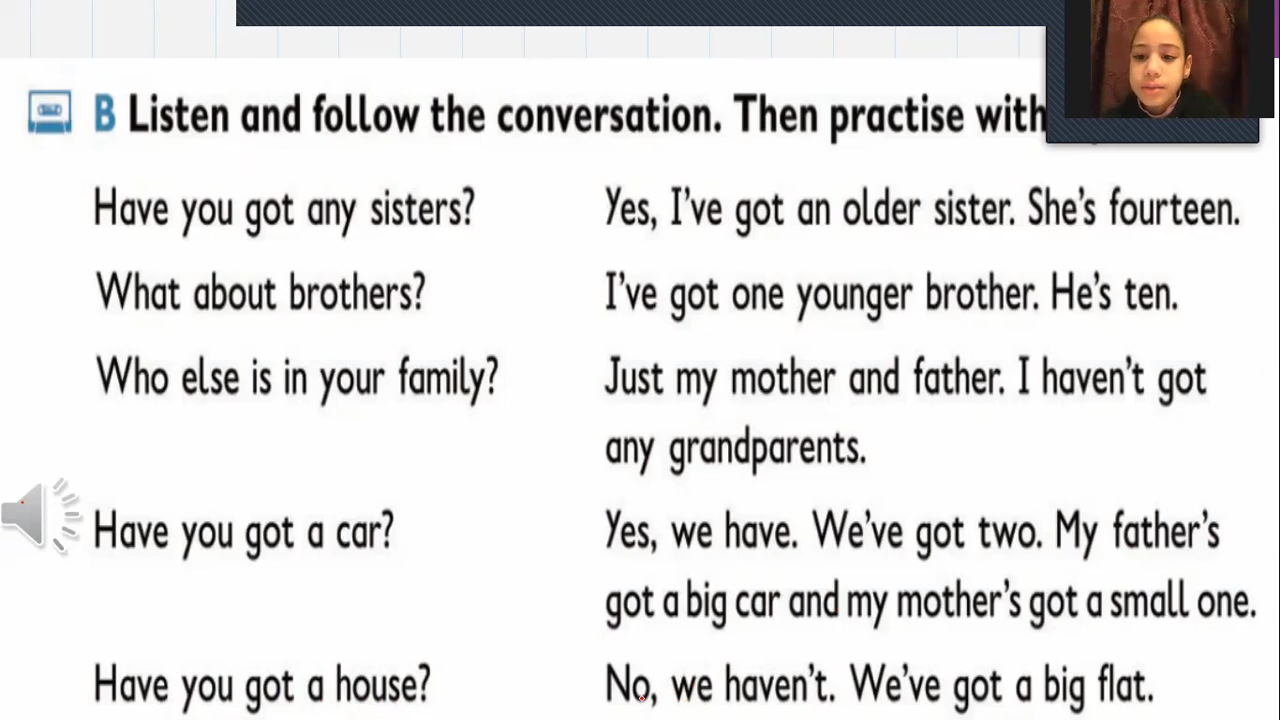 B Listen and follow the conversation. Then practise with
Have you got any sisters? Yes, I've got an older sister. She's fourteen.
What about brothers? I've got one younger brother. He's ten.
Who else is in your family? Just my mother and father. I haven't got
any grandparents.
Have you got a car? Yes, we have. We've got two. My father's
got a big car and my mother's got a small one.
Have you got a house? No, we haven't. We've got a big flat.